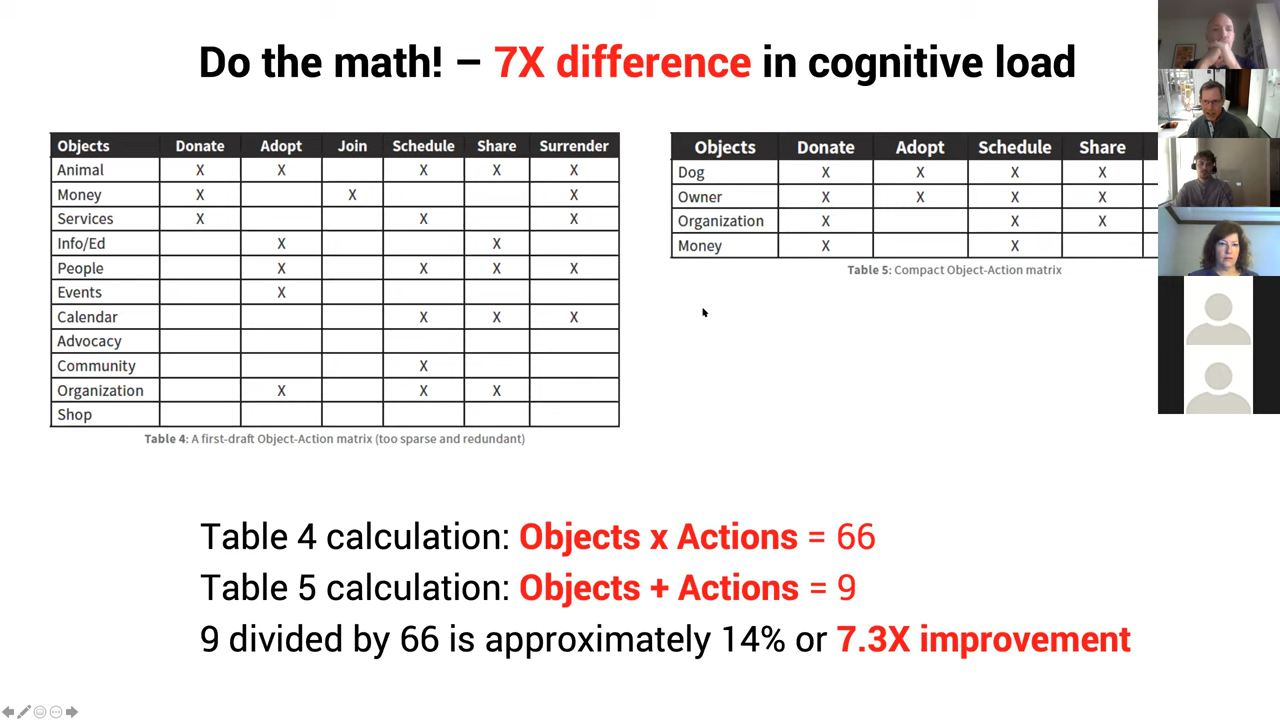 Do the math! – 7X difference in cognitive load
Objects Donate Adopt Join Schedule Share Surrender
Animal X X X X X
Money X X X
Services X X X
Info/Ed X X
People X X X X
Events X
Calendar X X X
Advocacy
Community X
Organization X X X
Shop
Table 4: A first-draft Object-Action matrix (too sparse and redundant)
Objects Donate Adopt Schedule Share
Dog X X X X
Owner X X X X
Organization X X X
Money X X
Table 5: Compact Object-Action matrix
Table 4 calculation: Objects x Actions = 66
Table 5 calculation: Objects + Actions = 9
9 divided by 66 is approximately 14% or 7.3X improvement